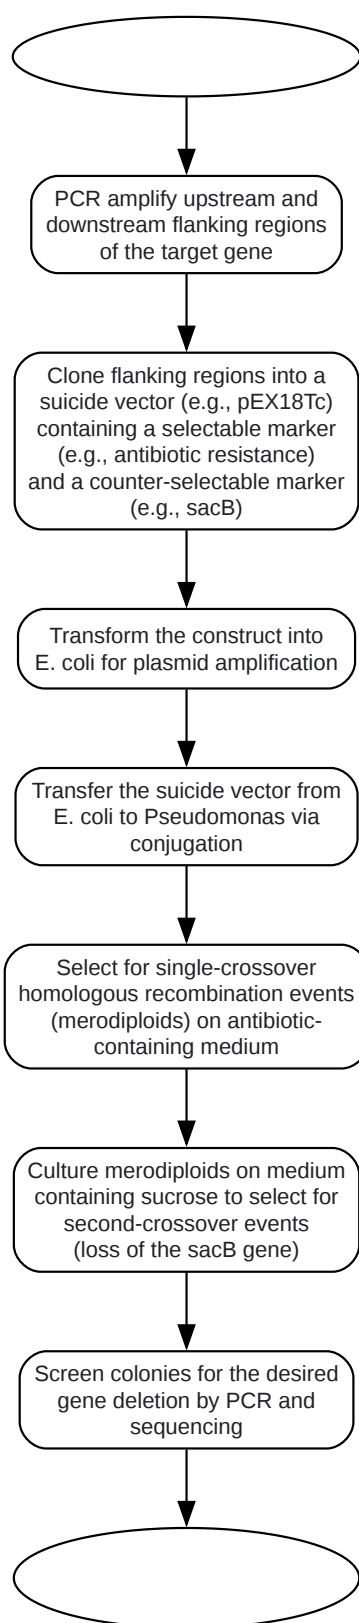 PCR amplify upstream and
downstream flanking regions
of the target gene
Clone flanking regions into a
suicide vector (e.g., pEX18Tc)
containing a selectable marker
(e.g., antibiotic resistance)
and a counter-selectable marker
(e.g., sacB)
Transform the construct into
E. coli for plasmid amplification
Transfer the suicide vector from
E. coli to Pseudomonas via
conjugation
Select for single-crossover
homologous recombination events
(merodiploids) on antibiotic-
containing medium
Culture merodiploids on medium
containing sucrose to select for
second-crossover events
(loss of the sacB gene)
Screen colonies for the desired
gene deletion by PCR and
sequencing